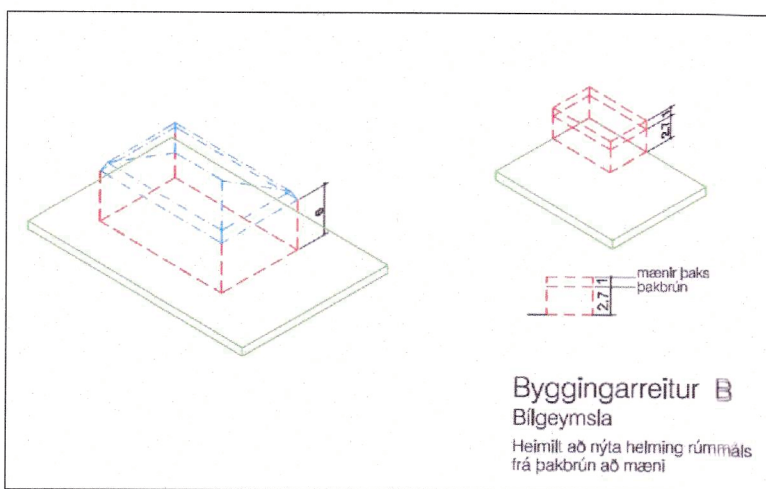 6
2.7 1
mænir þaks
þakbrún
2.7 1
Byggingarreitur B
Bílgeymsla
Heimilt að nýta helming rúmmáls
frá þakbrún að mæni